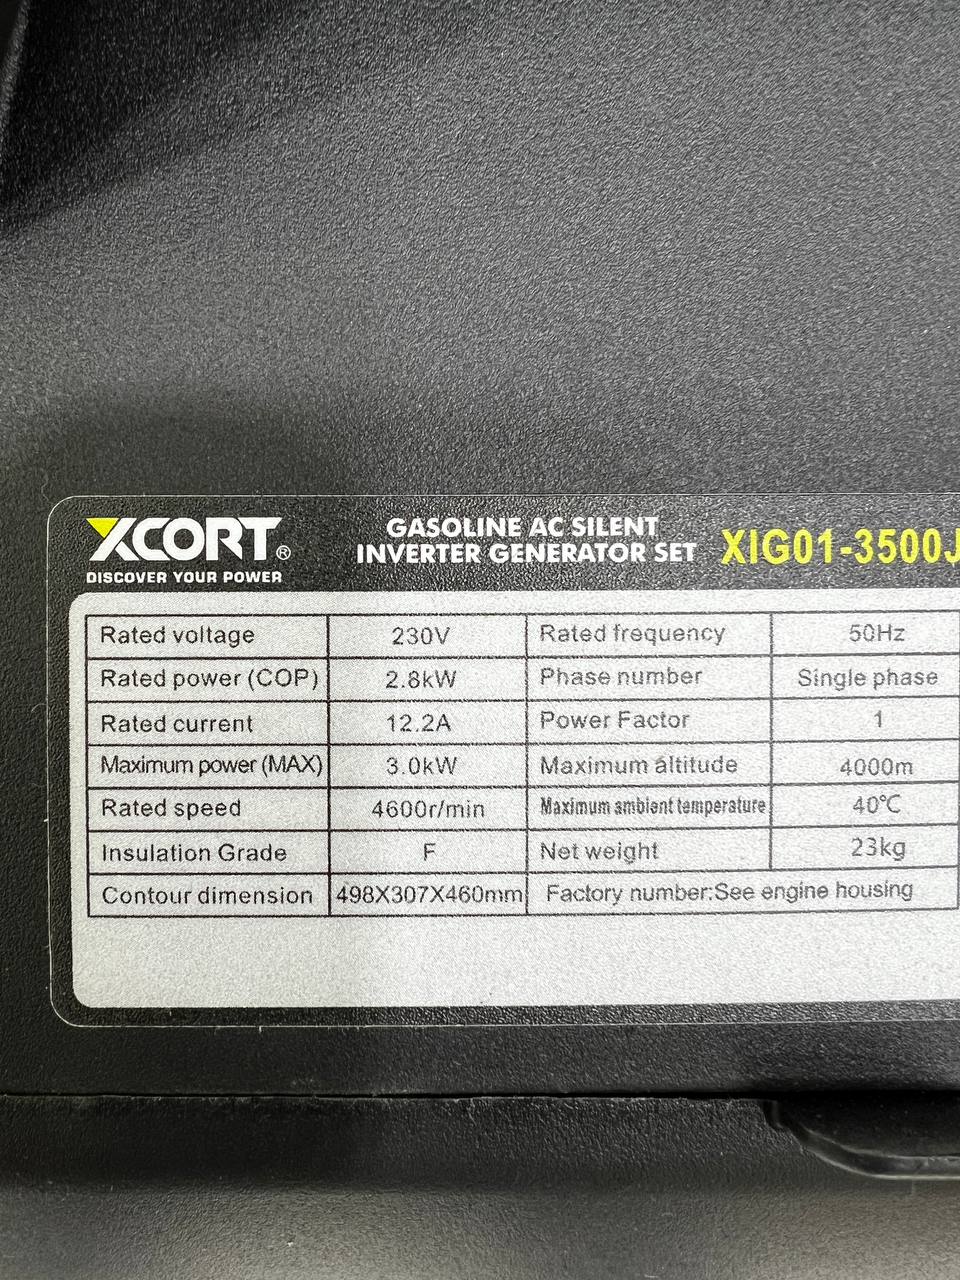 XCORT®
DISCOVER YOUR POWER
GASOLINE AC SILENT
INVERTER GENERATOR SET
XIG01-3500J
Rated voltage 230V Rated frequency 50Hz
Rated power (COP) 2.8kW Phase number Single phase
Rated current 12.2A Power Factor 1
Maximum power (MAX) 3.0kW Maximum áltitude 4000m
Rated speed 4600r/min Maximum ambient temperature 40℃
Insulation Grade F Net weight 23kg
Contour dimension 498X307X460mm Factory number:See engine housing